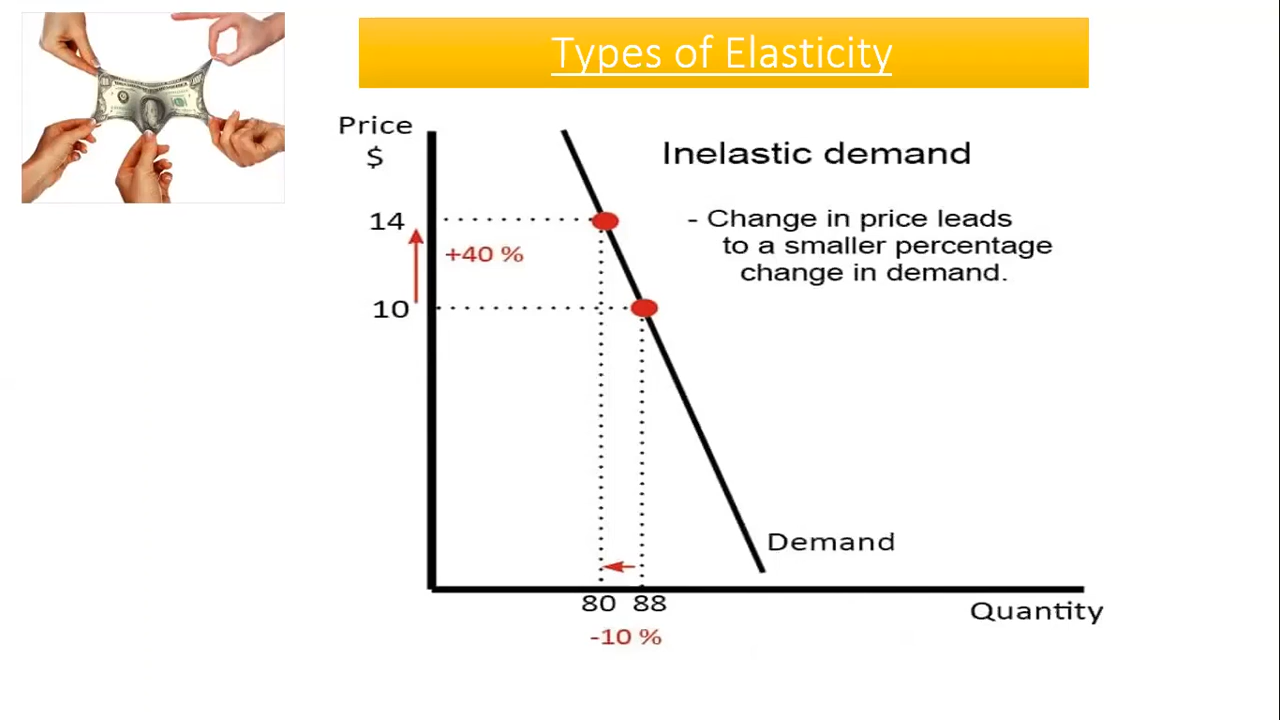 Types of Elasticity
Price
$
Inelastic demand
14
- Change in price leads
to a smaller percentage
change in demand.
+40 %
10
Demand
80 88
Quantity
-10 %